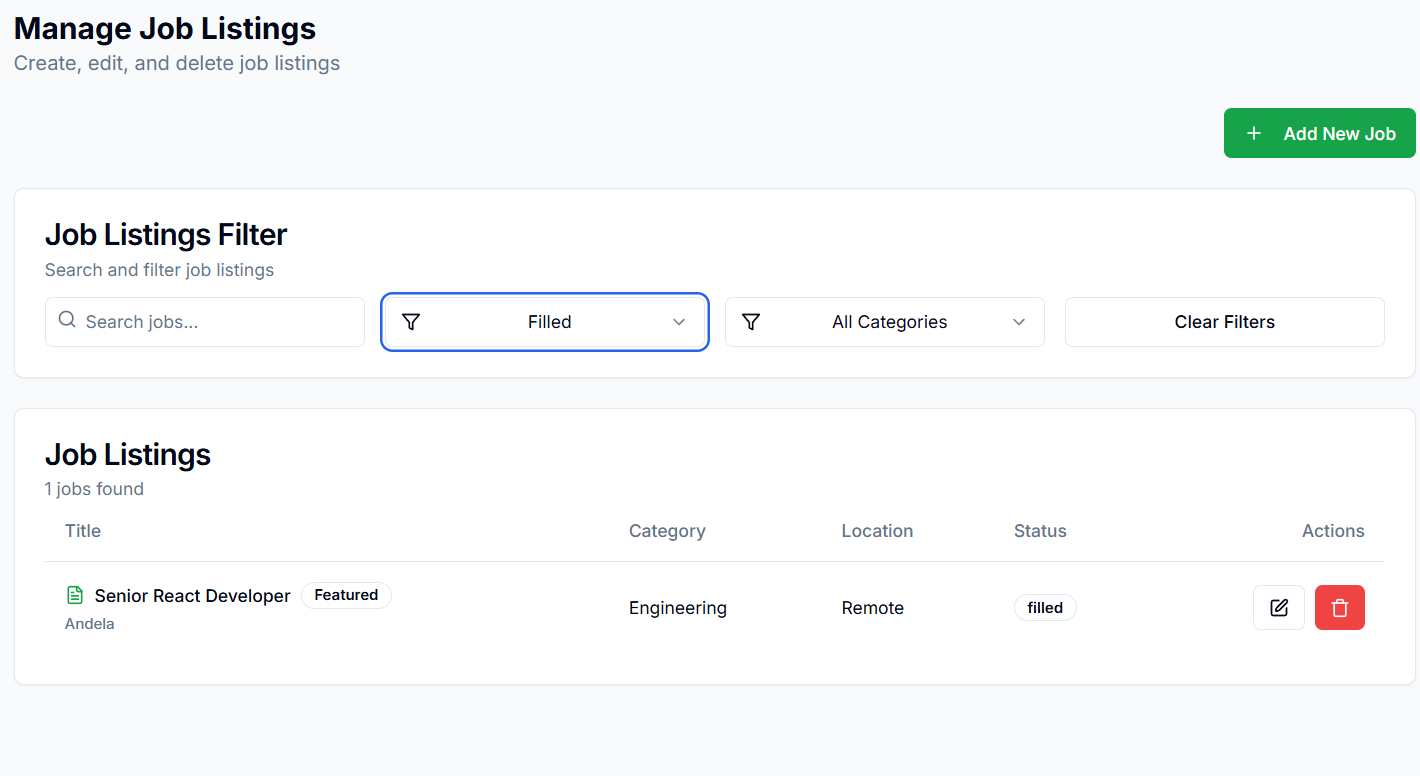 Manage Job Listings
Create, edit, and delete job listings
Add New Job
Job Listings Filter
Search and filter job listings
Search jobs...
Filled
All Categories
Clear Filters
Job Listings
1 jobs found
Title Category Location Status Actions
Senior React Developer Featured
Andela
Engineering Remote filled